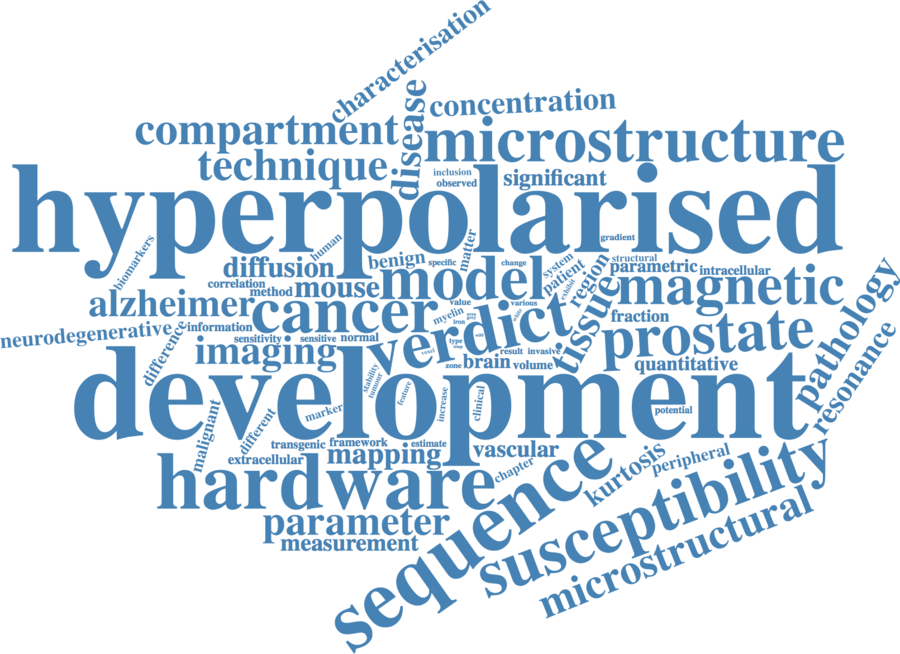 characterisation
disease
concentration
compartment
microstructure
technique
inclusion
observed
significant
hyperpolarised
gradient
biomarkers
human
matter
benign
specific
change
system
structural
diffusion
patient
region
parametric
intracellular
correlation
method
mouse
model
exhibit
tissue
magnetic
alzheimer
cancer
value
various
verdict
fraction
myelin
iron
white
neurodegenerative
difference
information
prostate
pathology
sensitivity
sensitive
normal
type
imaging
voxel
result
invasive
zone
brain
volume
quantitative
resonance
development
stability
tumour
feature
increase
clinical
potential
malignant
different
marker
transgenic
framework
estimate
extracellular
mapping
vascular
chapter
kurtosis
peripheral
hardware
sequence
susceptibility
parameter
measurement
microstructural